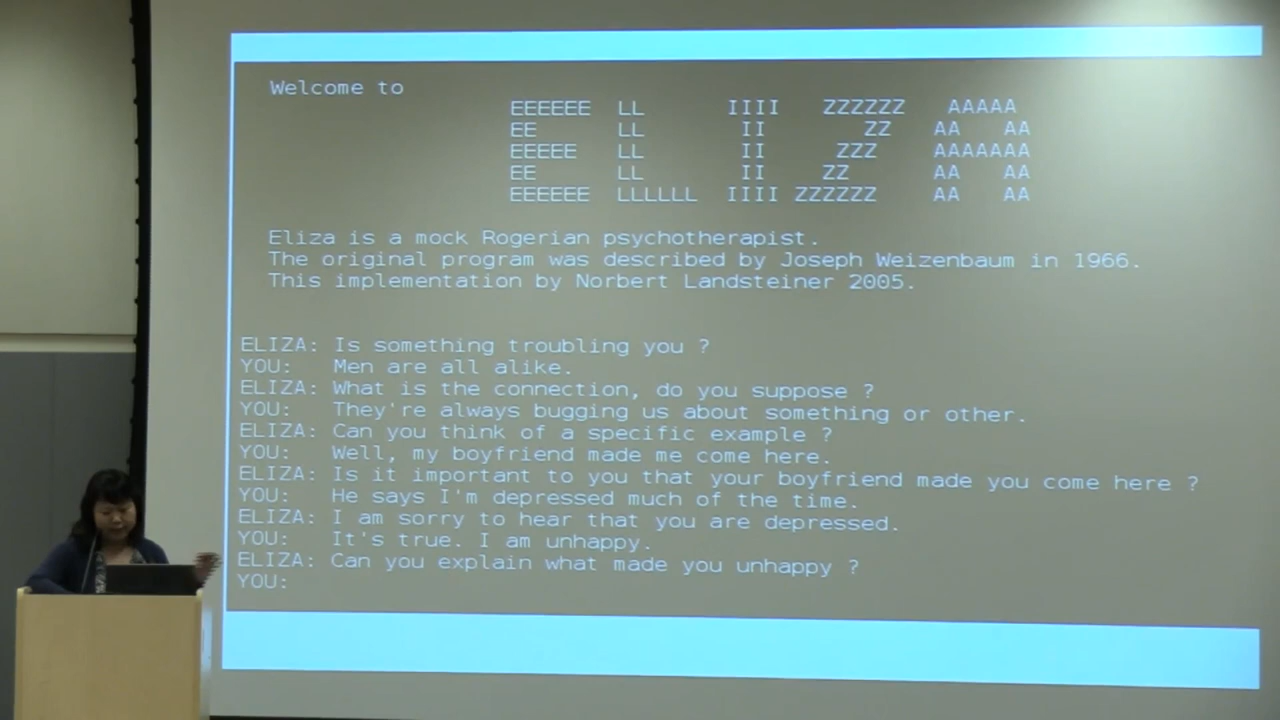 Welcome to
EEEEEE LL IIII ZZZZZZ AAAAA
EE LL II ZZ AA AA
EEEEE LL II ZZZ AAAAAAA
EE LL II ZZ AA AA
EEEEEE LLLLLL IIII ZZZZZZ AA AA
Eliza is a mock Rogerian psychotherapist.
The original program was described by Joseph Weizenbaum in 1966.
This implementation by Norbert Landsteiner 2005.
ELIZA: Is something troubling you ?
YOU: Men are all alike.
ELIZA: What is the connection, do you suppose ?
YOU: They're always bugging us about something or other.
ELIZA: Can you think of a specific example ?
YOU: Well, my boyfriend made me come here.
ELIZA: Is it important to you that your boyfriend made you come here ?
YOU: He says I'm depressed much of the time.
ELIZA: I am sorry to hear that you are depressed.
YOU: It's true. I am unhappy.
ELIZA: Can you explain what made you unhappy ?
YOU: